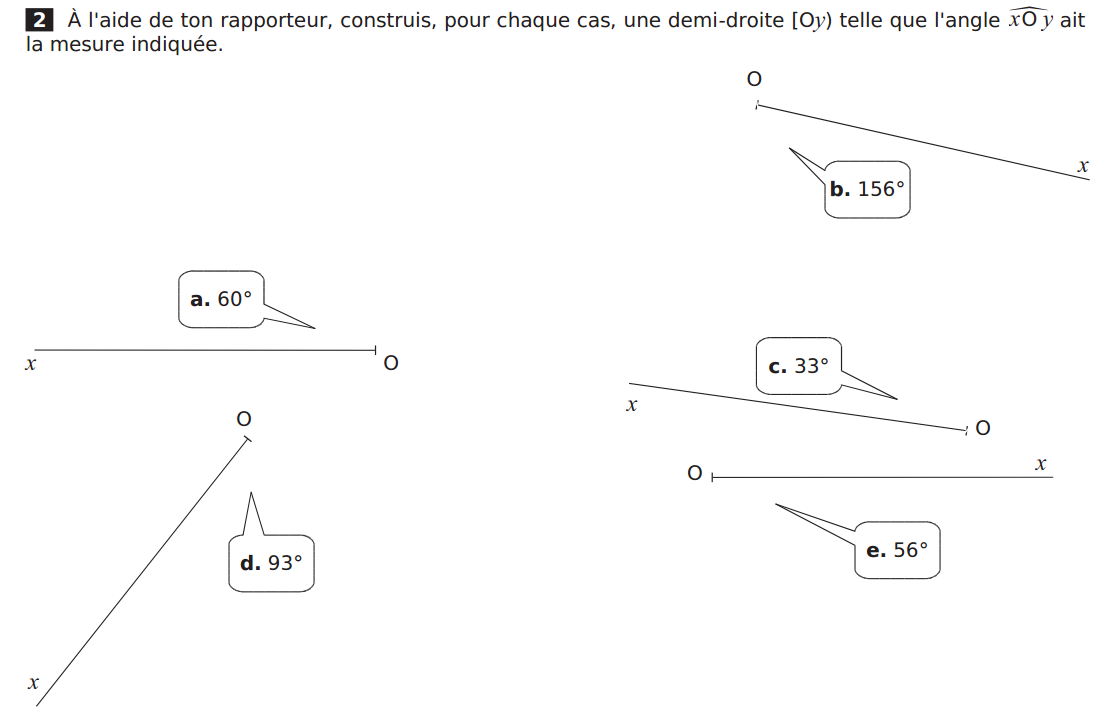 2 À l'aide de ton rapporteur, construis, pour chaque cas, une demi-droite [Oy) telle que l'angle xOy ait
la mesure indiquée.
O
x
b. 156°
a. 60°
x
O
c. 33°
x
O
O
O
x
d. 93°
e. 56°
x